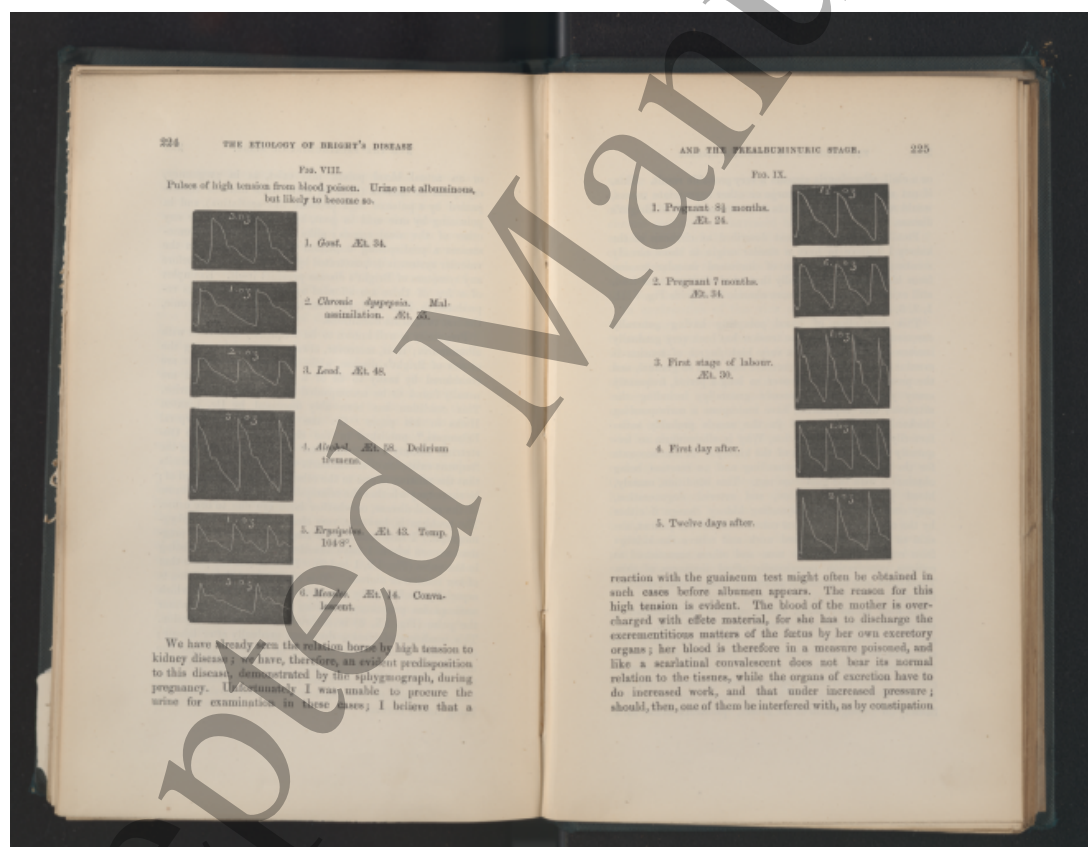 224 THE ETIOLOGY OF BRIGHT'S DISEASE
FIG. VIII.
Pulses of high tension from blood poison. Urine not albuminous,
but likely to become so.
1. Gout. Æt. 34.
2. Chronic dyspepsia. Mal-
assimilation. Æt.
3. Lead. Æt. 48.
4. Alcohol. Æt. 58. Delirium
tremens.
5. Erysipelas. Æt. 43. Temp.
104·8°.
6. Measles. Æt. 14. Conva-
lescent.
We have already seen the relation borne by high tension to
kidney disease; we have, therefore, an evident predisposition
to this disease, demonstrated by the sphygmograph, during
pregnancy. Unfortunately I was unable to procure the
urine for examination in these cases; I believe that a
AND THE PREALBUMINURIC STAGE. 225
FIG. IX.
1. Pregnant 8½ months.
Æt. 24.
2. Pregnant 7 months.
Æt. 34.
3. First stage of labour.
Æt. 30.
4. First day after.
5. Twelve days after.
reaction with the guaiacum test might often be obtained in
such cases before albumen appears. The reason for this
high tension is evident. The blood of the mother is over-
charged with effete material, for she has to discharge the
excrementitious matters of the fœtus by her own excretory
organs; her blood is therefore in a measure poisoned, and
like a scarlatinal convalescent does not bear its normal
relation to the tissues, while the organs of excretion have to
do increased work, and that under increased pressure;
should, then, one of them be interfered with, as by constipation
pted Man